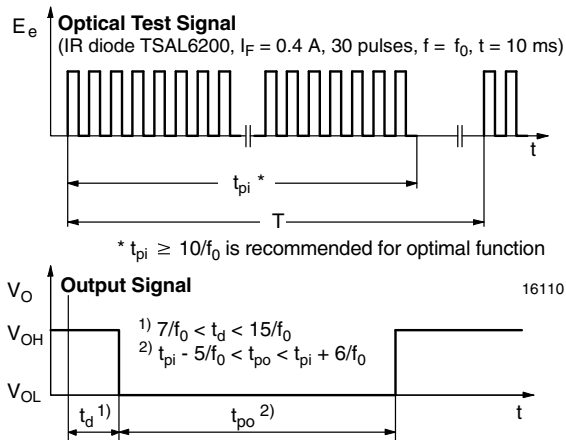 E_e
Optical Test Signal
(IR diode TSAL6200, I_F = 0.4 A, 30 pulses, f = f_0, t = 10 ms)
t
t_pi *
T
* t_pi ≥ 10/f_0 is recommended for optimal function
V_O
Output Signal
16110
V_OH
1) 7/f_0 < t_d < 15/f_0
2) t_pi - 5/f_0 < t_po < t_pi + 6/f_0
V_OL
t_d 1)
t_po 2)
t